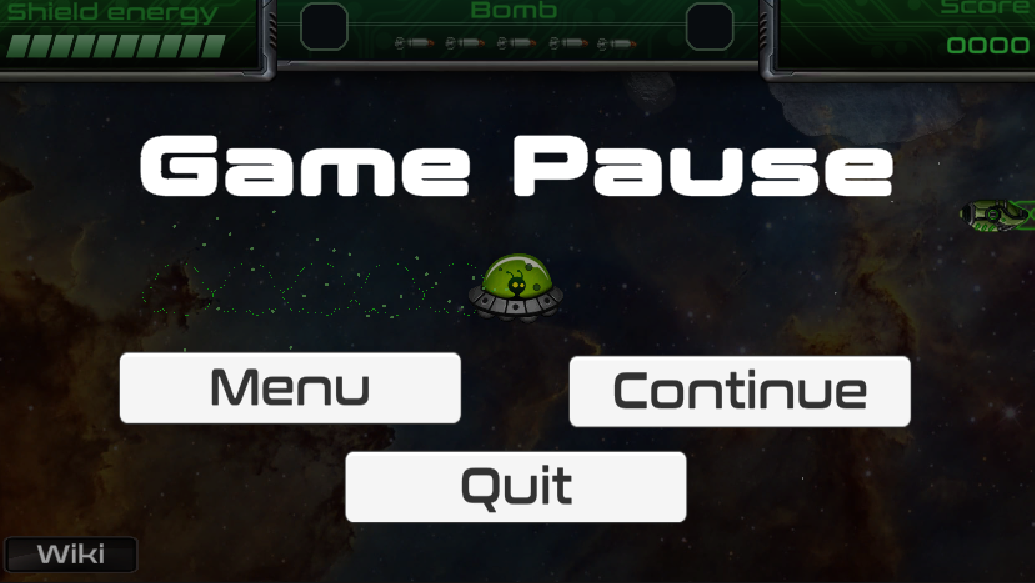 Shield energy
Bomb
Score
0000
Game Pause
Menu
Continue
Quit
Wiki